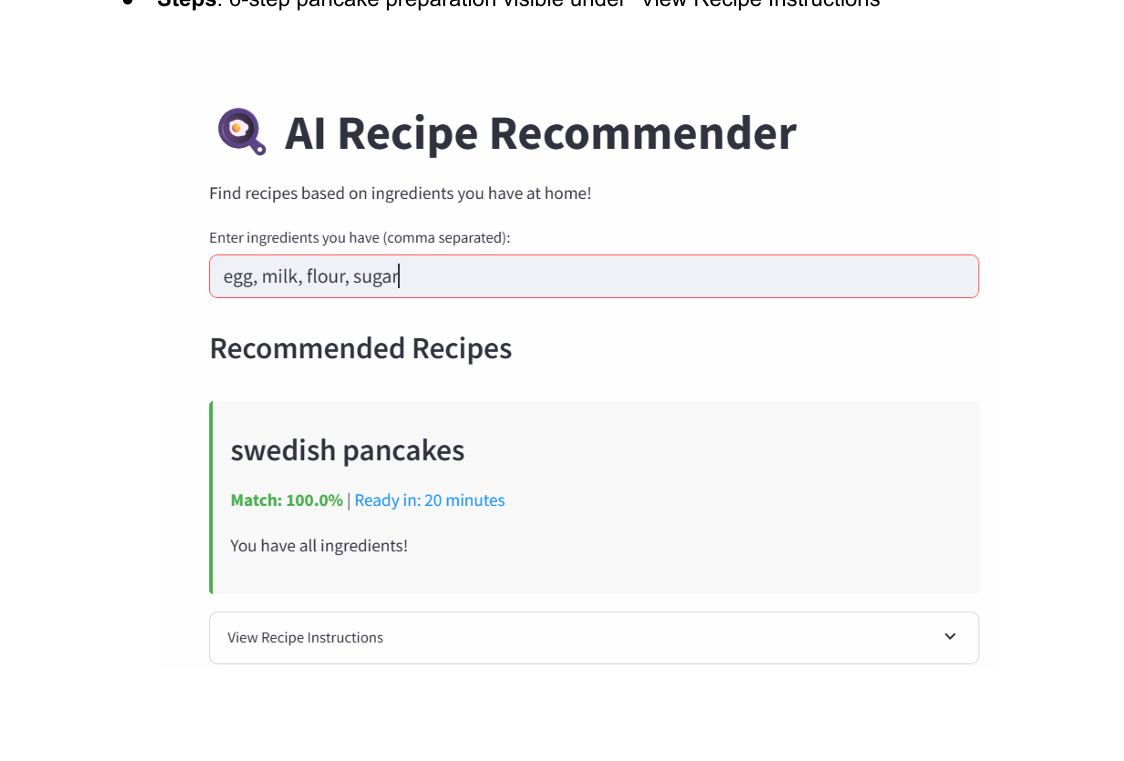 ● Steps: 6-step pancake preparation visible under "View Recipe Instructions"
AI Recipe Recommender
Find recipes based on ingredients you have at home!
Enter ingredients you have (comma separated):
egg, milk, flour, sugar
Recommended Recipes
swedish pancakes
Match: 100.0% | Ready in: 20 minutes
You have all ingredients!
View Recipe Instructions